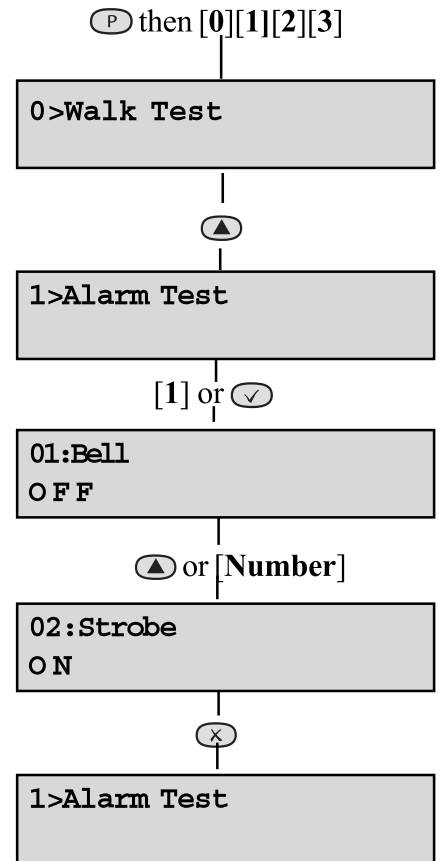 P then [0][1][2][3]
0>Walk Test
1>Alarm Test
[1] or
01:Bell
OFF
or [Number]
02:Strobe
ON
1>Alarm Test